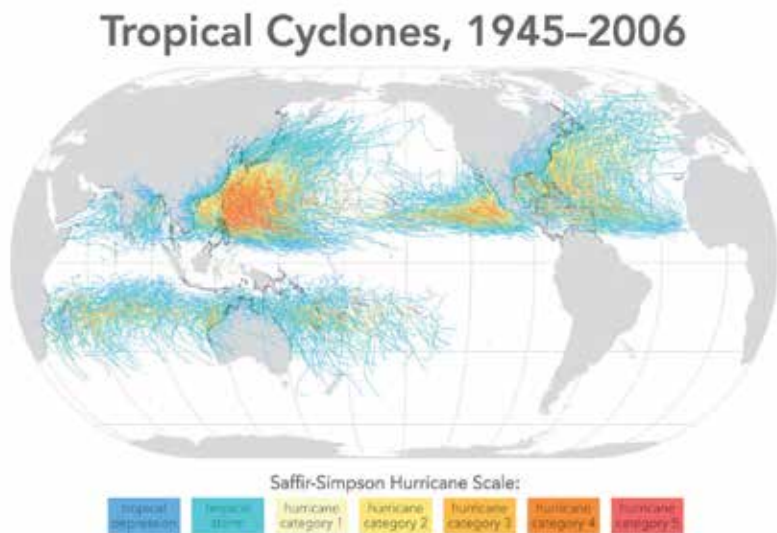 Tropical Cyclones, 1945–2006
Saffir-Simpson Hurricane Scale:
tropical depression
tropical storm
hurricane category 1
hurricane category 2
hurricane category 3
hurricane category 4
hurricane category 5